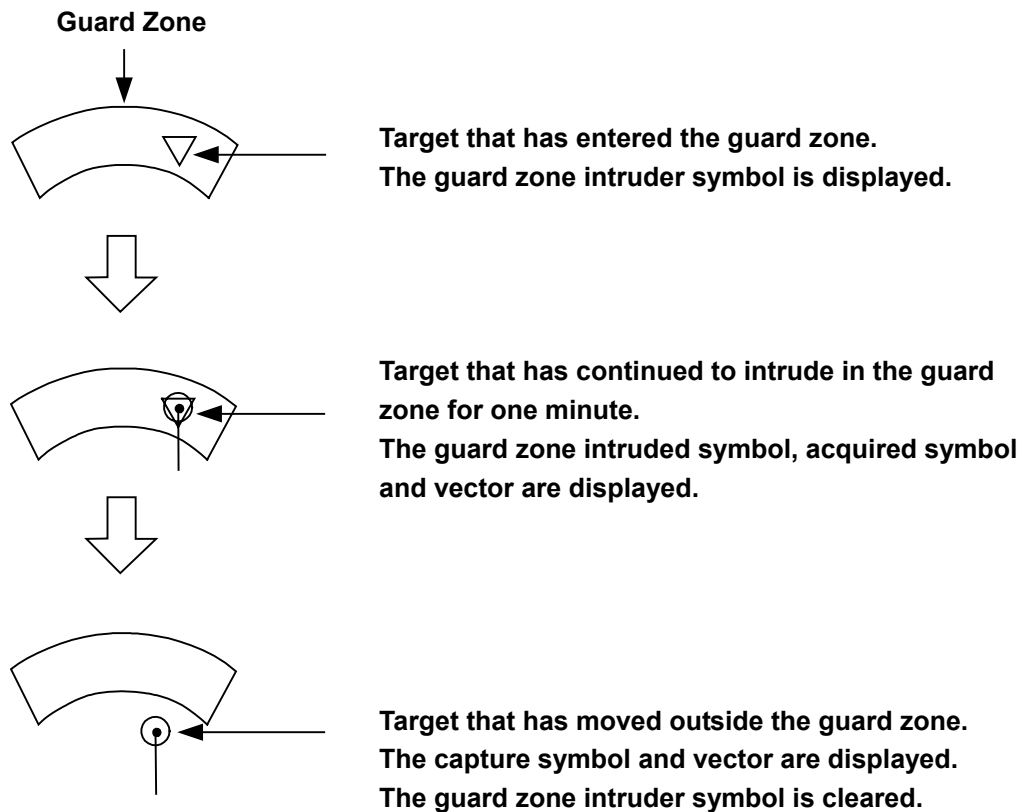 Guard Zone
Target that has entered the guard zone.
The guard zone intruder symbol is displayed.
Target that has continued to intrude in the guard
zone for one minute.
The guard zone intruded symbol, acquired symbol
and vector are displayed.
Target that has moved outside the guard zone.
The capture symbol and vector are displayed.
The guard zone intruder symbol is cleared.